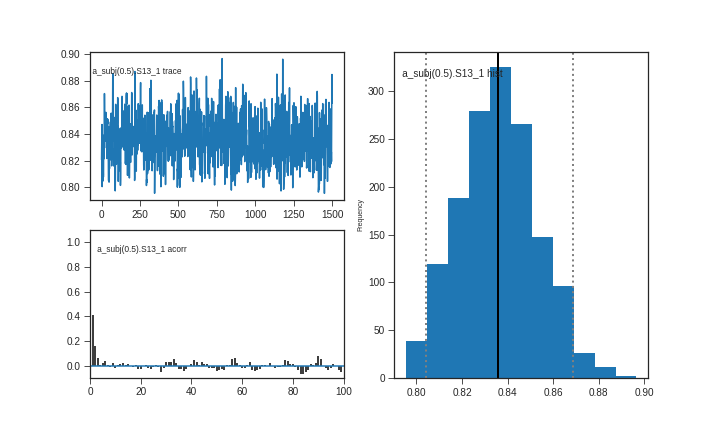 0.90
0.88
0.86
0.84
0.82
0.80
a_subj(0.5).S13_1 trace
0 250 500 750 1000 1250 1500
1.0
0.8
0.6
0.4
0.2
0.0
a_subj(0.5).S13_1 acorr
0 20 40 60 80 100
Frequency
300
250
200
150
100
50
0
a_subj(0.5).S13_1 hist
0.80 0.82 0.84 0.86 0.88 0.90